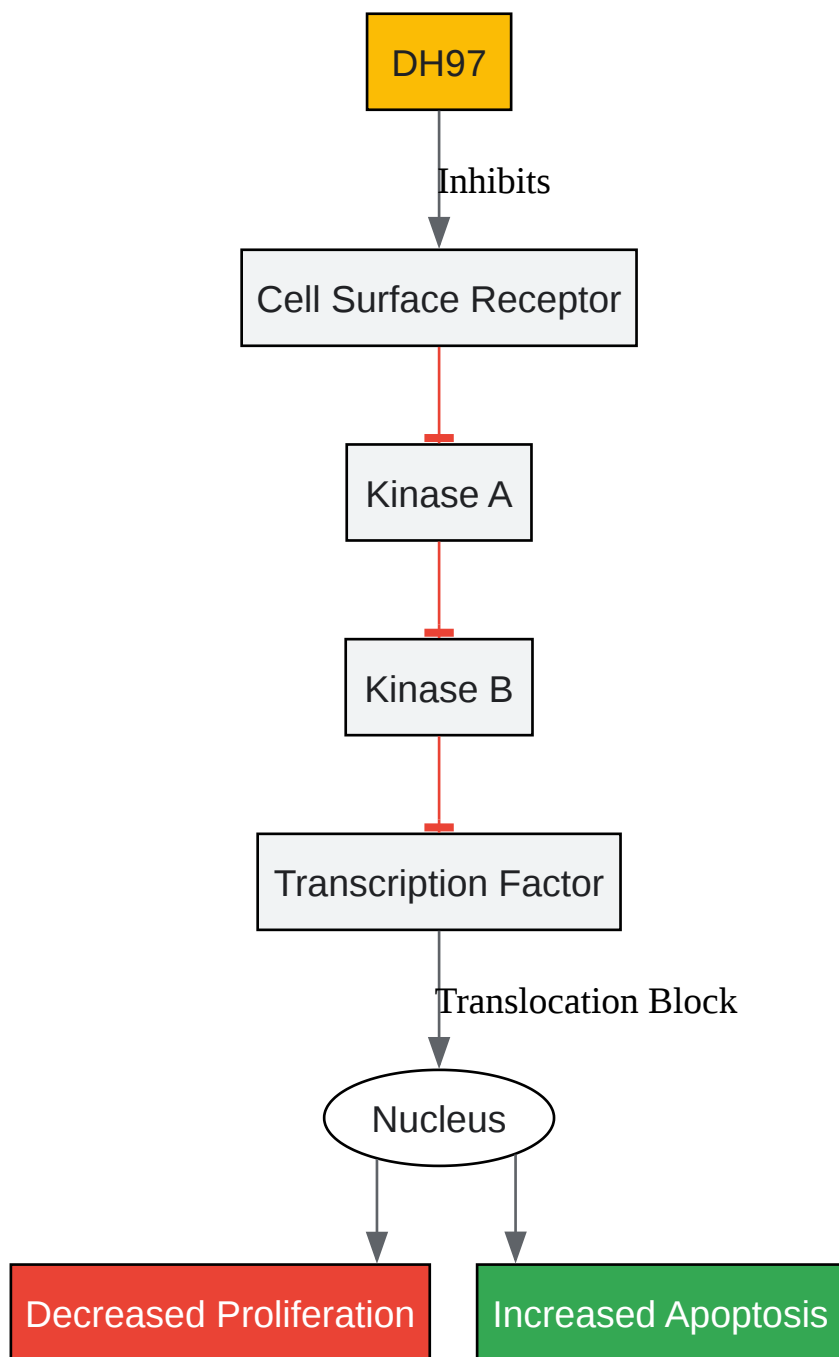 DH97
Inhibits
Cell Surface Receptor
Kinase A
Kinase B
Transcription Factor
Translocation Block
Nucleus
Decreased Proliferation
Increased Apoptosis